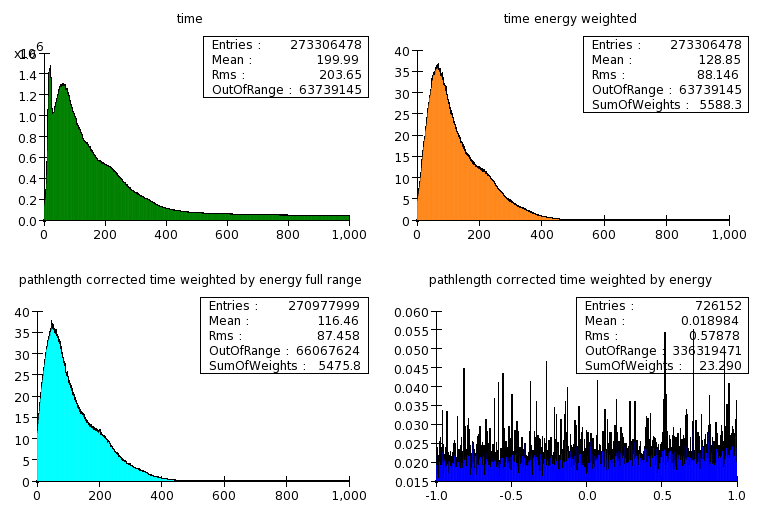 time
x10^6
Entries : 273306478
Mean : 199.99
Rms : 203.65
OutOfRange : 63739145
1.6
1.4
1.2
1.0
0.8
0.6
0.4
0.2
0.0
0 200 400 600 800 1,000
time energy weighted
Entries : 273306478
Mean : 128.85
Rms : 88.146
OutOfRange : 63739145
SumOfWeights : 5588.3
40
35
30
25
20
15
10
5
0
0 200 400 600 800 1,000
pathlength corrected time weighted by energy full range
Entries : 270977999
Mean : 116.46
Rms : 87.458
OutOfRange : 66067624
SumOfWeights : 5475.8
40
35
30
25
20
15
10
5
0
0 200 400 600 800 1,000
pathlength corrected time weighted by energy
Entries : 726152
Mean : 0.018984
Rms : 0.57878
OutOfRange : 336319471
SumOfWeights : 23.290
0.060
0.055
0.050
0.045
0.040
0.035
0.030
0.025
0.020
0.015
-1.0 -0.5 0.0 0.5 1.0